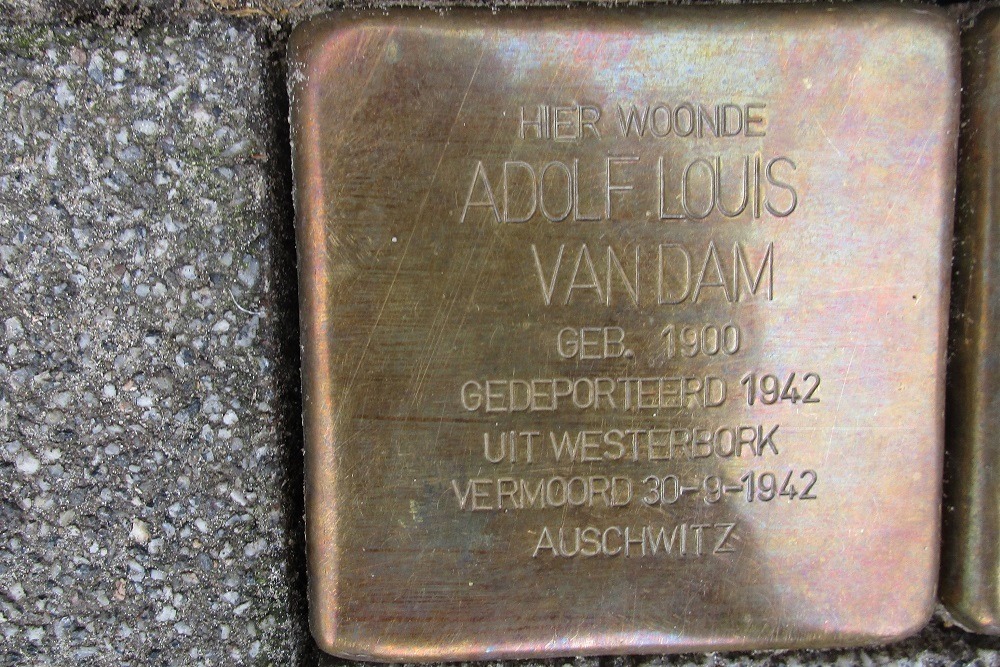 HIER WOONDE
ADOLF LOUIS
VAN DAM
GEB. 1900
GEDEPORTEERD 1942
UIT WESTERBORK
VERMOORD 30-9-1942
AUSCHWITZ